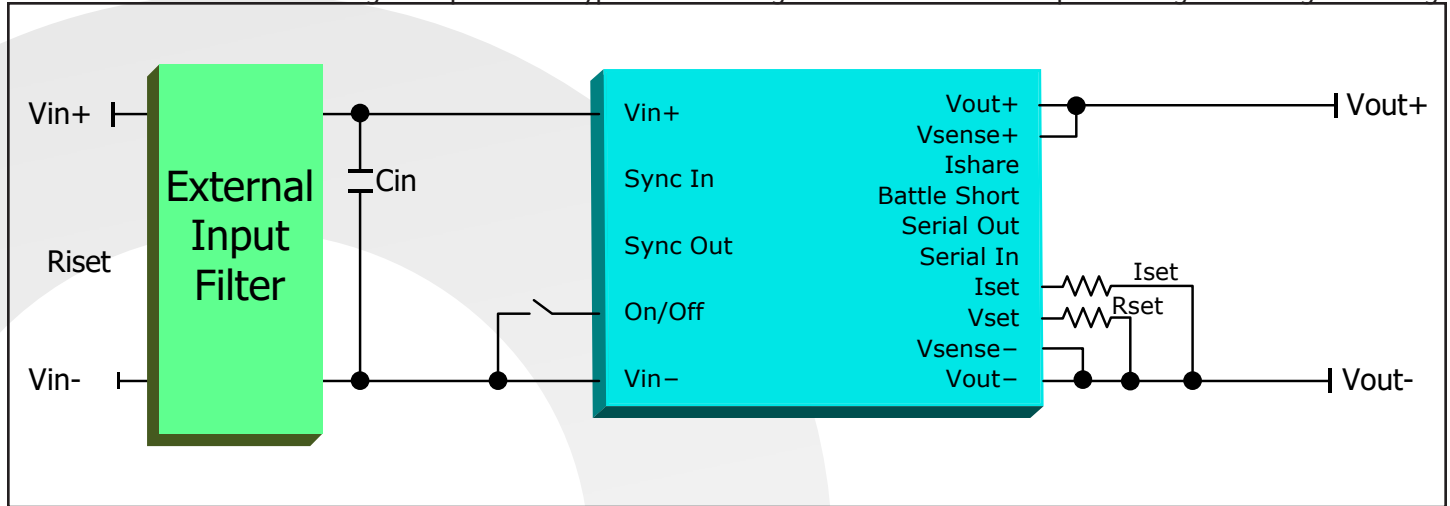 Vin+
Riset
Vin-
External
Input
Filter
Cin
Vin+
Sync In
Sync Out
On/Off
Vin−
Vout+
Vsense+
Ishare
Battle Short
Serial Out
Serial In
Iset
Vset
Vsense−
Vout−
Iset
Rset
Vout+
Vout-